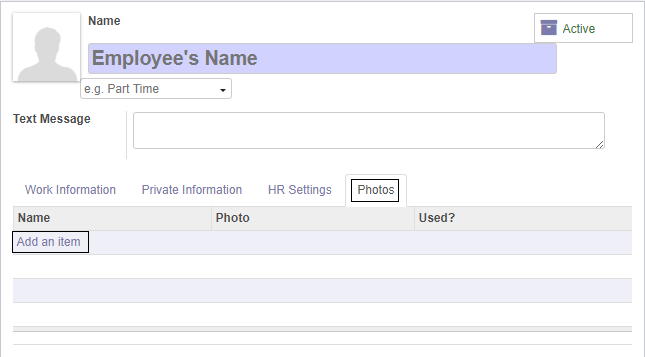 Name
Active
Employee's Name
e.g. Part Time
Text Message
Work Information Private Information HR Settings Photos
Name Photo Used?
Add an item